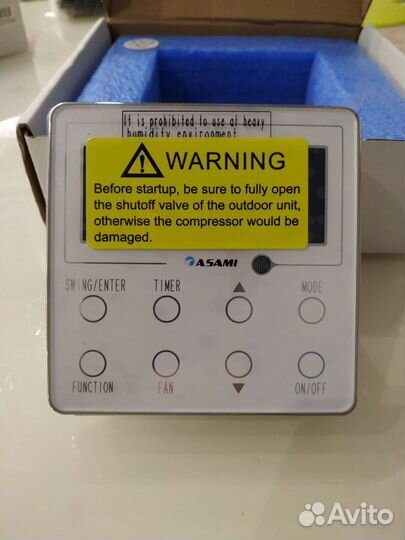 It is prohibited to use at heavy
humidity environment
WARNING
Before startup, be sure to fully open
the shutoff valve of the outdoor unit,
otherwise the compressor would be
damaged.
ASAMI
SWING/ENTER TIMER ▲ MODE
FUNCTION FAN ▼ ON/OFF
Avito